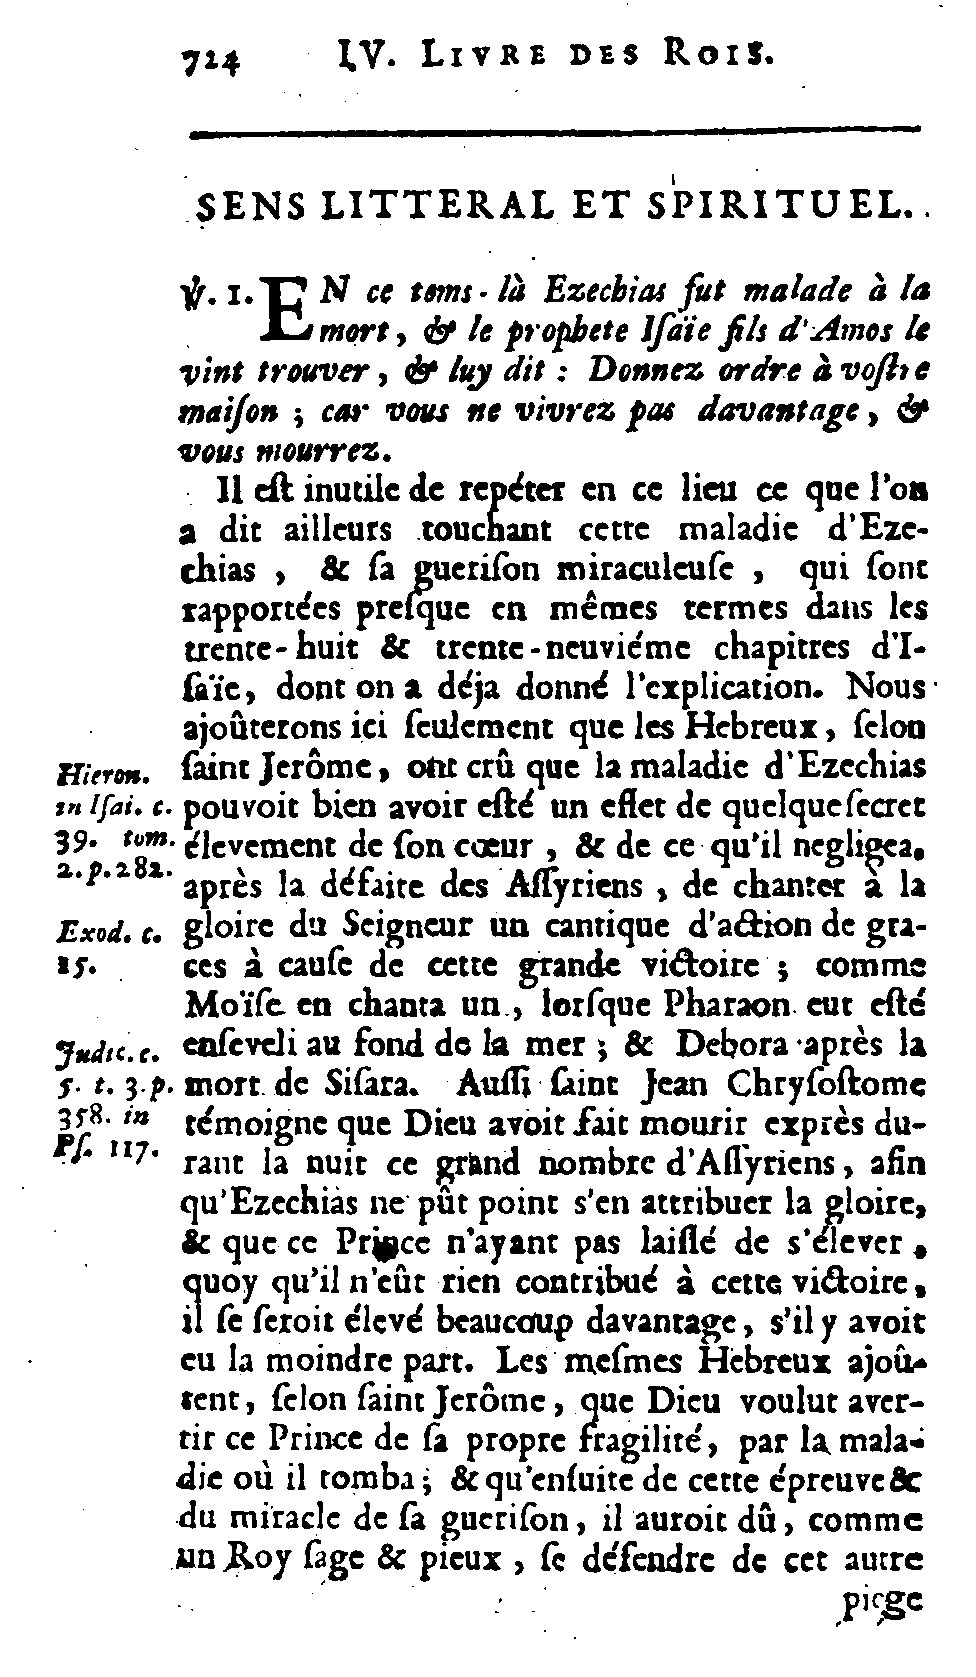 724 IV. LIVRE DES ROIS.
SENS LITTERAL ET SPIRITUEL.
℣. 1. EN ce tems-là Ezechias fut malade à la
mort, & le prophete Iſaïe fils d'Amos le
vint trouver, & luy dit : Donnez ordre à voſtre
maiſon ; car vous ne vivrez pas davantage, &
vous mourrez.
Il eſt inutile de repéter en ce lieu ce que l'on
a dit ailleurs touchant cette maladie d'Eze-
chias, & ſa gueriſon miraculeuſe, qui ſont
rapportées preſque en mêmes termes dans les
trente-huit & trente-neuviéme chapitres d'I-
ſaïe, dont on a déja donné l'explication. Nous
ajoûterons ici ſeulement que les Hebreux, ſelon
ſaint Jerôme, ont crû que la maladie d'Ezechias
pouvoit bien avoir eſté un effet de quelque ſecret
élevement de ſon cœur, & de ce qu'il negligea,
après la défaite des Aſſyriens, de chanter à la
gloire du Seigneur un cantique d'action de gra-
ces à cauſe de cette grande victoire ; comme
Moïſe en chanta un, lorſque Pharaon eut eſté
enſeveli au fond de la mer ; & Debora après la
mort de Siſara. Auſſi ſaint Jean Chryſoſtome
témoigne que Dieu avoit fait mourir exprès du-
rant la nuit ce grand nombre d'Aſſyriens, afin
qu'Ezechias ne pût point s'en attribuer la gloire,
& que ce Prince n'ayant pas laiſſé de s'élever,
quoy qu'il n'eût rien contribué à cette victoire,
il ſe ſeroit élevé beaucoup davantage, s'il y avoit
eu la moindre part. Les meſmes Hebreux ajoû-
tent, ſelon ſaint Jerôme, que Dieu voulut aver-
tir ce Prince de ſa propre fragilité, par la mala-
die où il tomba ; & qu'enſuite de cette épreuve &
du miracle de ſa gueriſon, il auroit dû, comme
un Roy ſage & pieux, ſe défendre de cet autre
piege
Hieron.
in Iſai. c.
39. tom.
2. p. 282.
Exod. c.
15.
Judic. c.
5. t. 3. p.
358. in
Pſ. 117.